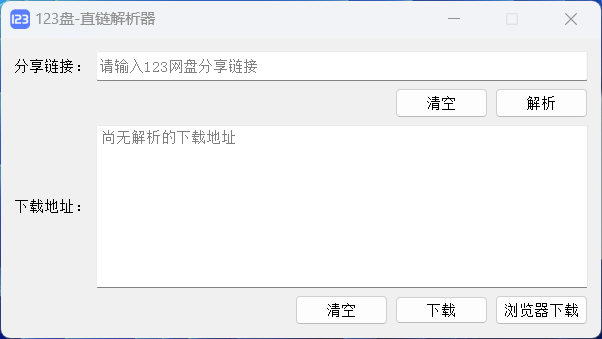 123 123盘-直链解析器
分享链接： 请输入123网盘分享链接
清空 解析
尚无解析的下载地址
下载地址：
清空 下载 浏览器下载